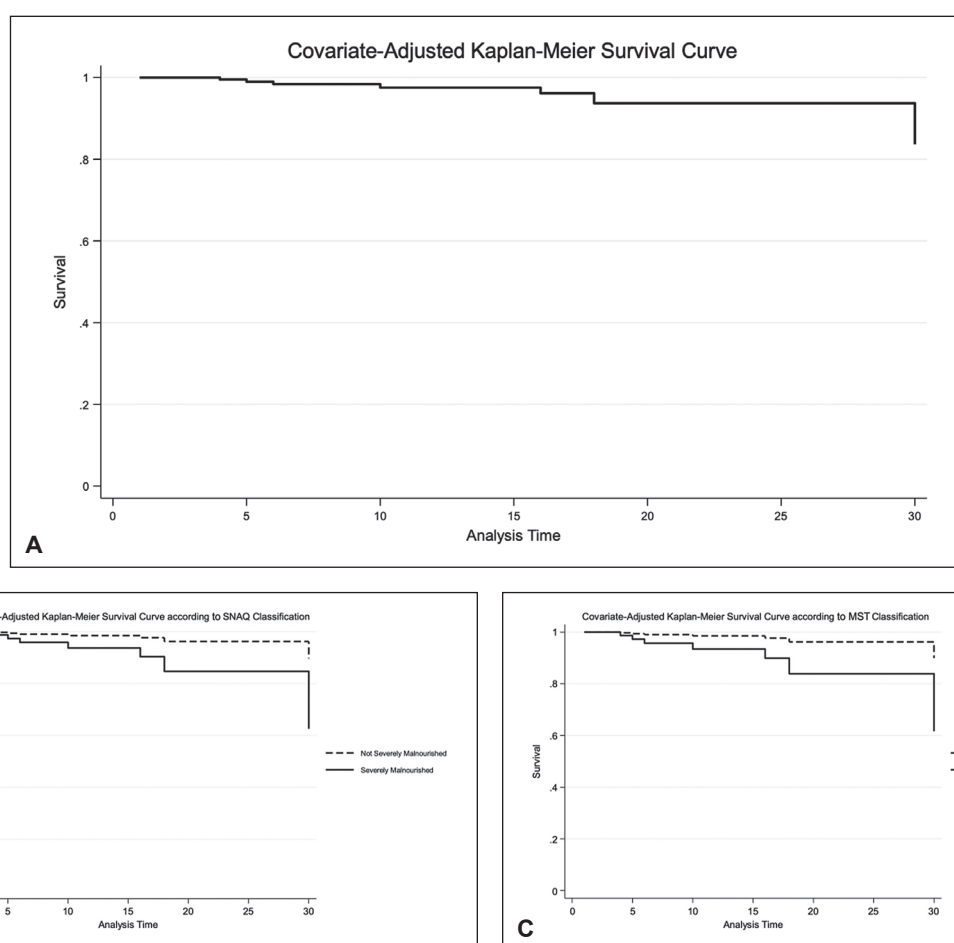 Covariate-Adjusted Kaplan-Meier Survival Curve
1
.8
.6
.4
.2
0
Survival
0 5 10 15 20 25 30
Analysis Time
A
-Adjusted Kaplan-Meier Survival Curve according to SNAQ Classification
Not Severely Malnourished
Severely Malnourished
5 10 15 20 25 30
Analysis Time
Covariate-Adjusted Kaplan-Meier Survival Curve according to MST Classification
1
.8
.6
.4
.2
0
Survival
0 5 10 15 20 25 30
Analysis Time
C